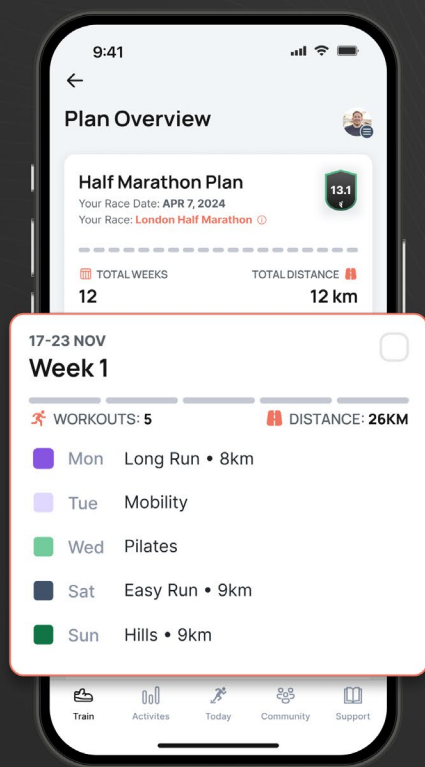 9:41
Plan Overview
Half Marathon Plan
Your Race Date: APR 7, 2024
Your Race: London Half Marathon
13.1
TOTAL WEEKS
TOTAL DISTANCE
12
12 km
17-23 NOV
Week 1
WORKOUTS: 5
DISTANCE: 26KM
Mon Long Run • 8km
Tue Mobility
Wed Pilates
Sat Easy Run • 9km
Sun Hills • 9km
Train
Activites
Today
Community
Support